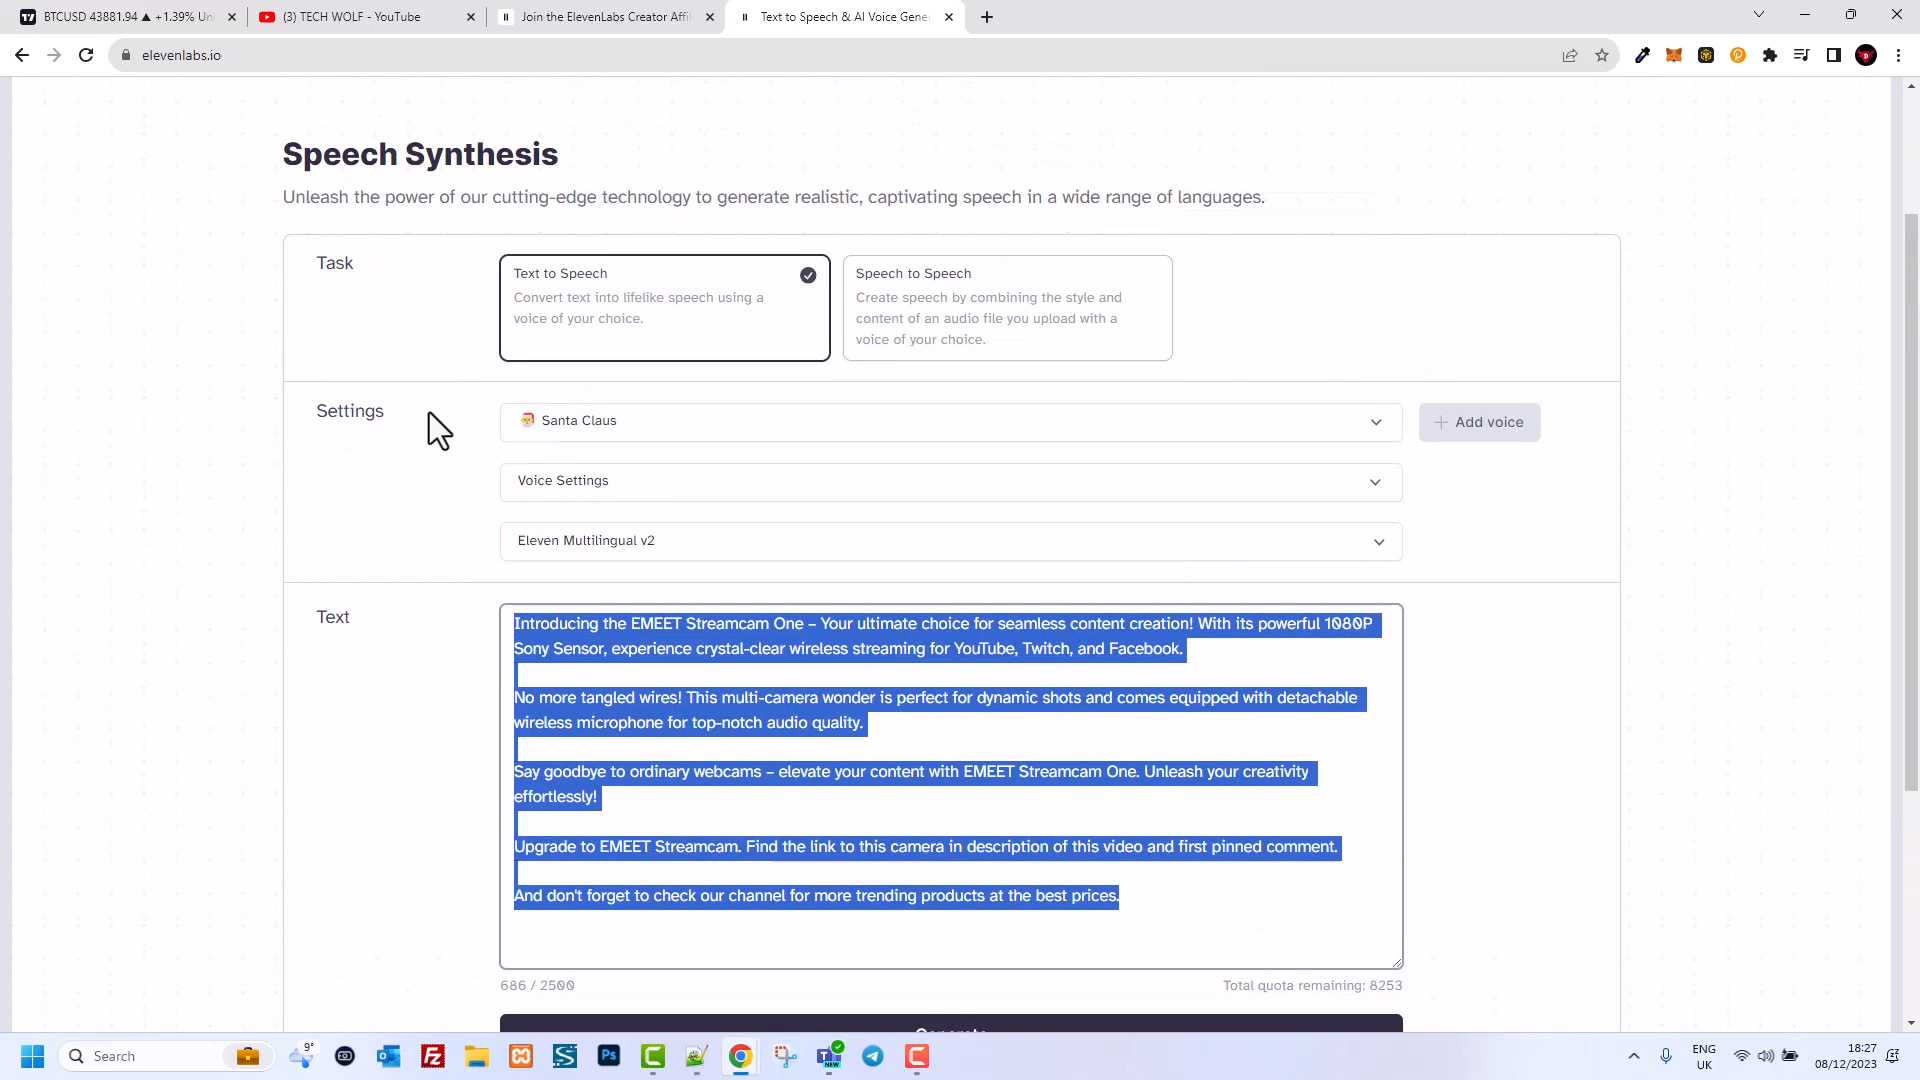 BTCUSD 43881.94 ▲ +1.39% Un
(3) TECH WOLF - YouTube
Join the ElevenLabs Creator Affi
Text to Speech & AI Voice Gene
elevenlabs.io
Speech Synthesis
Unleash the power of our cutting-edge technology to generate realistic, captivating speech in a wide range of languages.
Task
Text to Speech
Convert text into lifelike speech using a
voice of your choice.
Speech to Speech
Create speech by combining the style and
content of an audio file you upload with a
voice of your choice.
Settings
Santa Claus
Add voice
Voice Settings
Eleven Multilingual v2
Text
Introducing the EMEET Streamcam One – Your ultimate choice for seamless content creation! With its powerful 1080P
Sony Sensor, experience crystal-clear wireless streaming for YouTube, Twitch, and Facebook.
No more tangled wires! This multi-camera wonder is perfect for dynamic shots and comes equipped with detachable
wireless microphone for top-notch audio quality.
Say goodbye to ordinary webcams – elevate your content with EMEET Streamcam One. Unleash your creativity
effortlessly!
Upgrade to EMEET Streamcam. Find the link to this camera in description of this video and first pinned comment.
And don't forget to check our channel for more trending products at the best prices.
686 / 2500
Total quota remaining: 8253
Generate
Search
9°
Fz
Ps
NEW
ENG
UK
18:27
08/12/2023